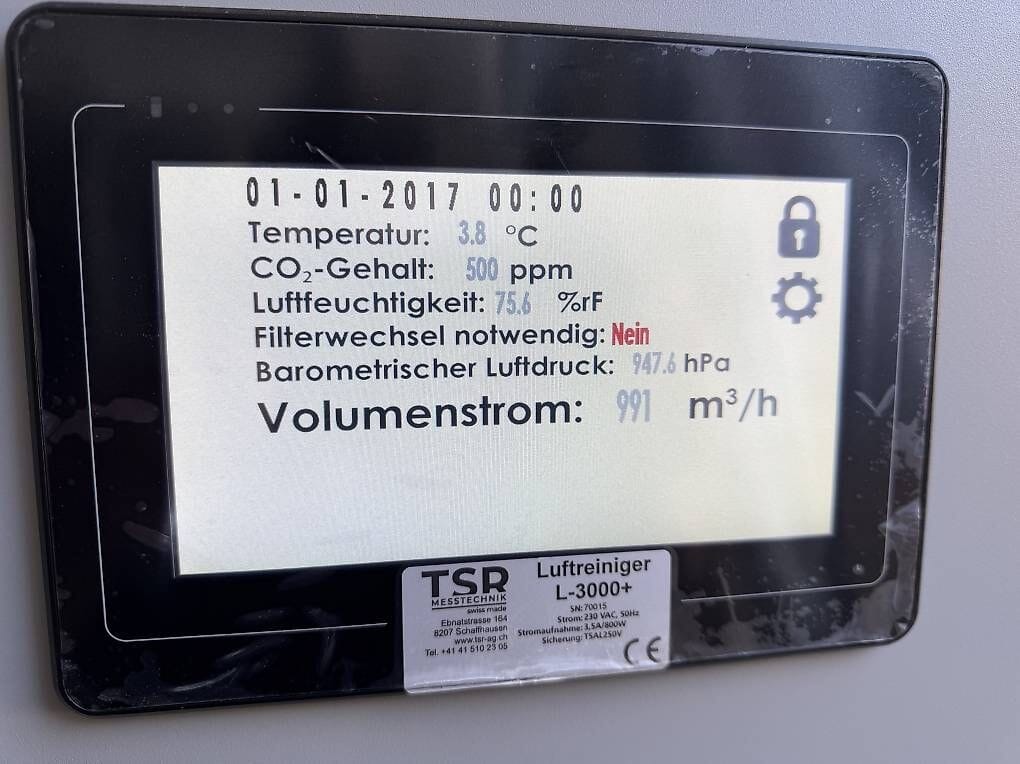 01-01-2017 00:00
Temperatur: 3.8 °C
CO₂-Gehalt: 500 ppm
Luftfeuchtigkeit: 75.6 %rF
Filterwechsel notwendig: Nein
Barometrischer Luftdruck: 947.6 hPa
Volumenstrom: 991 m³/h
TSR
MESSTECHNIK
swiss made
Ebnatstrasse 164
8207 Schaffhausen
www.tsr-ag.ch
Tel. +41 41 510 23 05
Luftreiniger
L-3000+
SN: 70015
Strom: 230 VAC, 50Hz
Stromaufnahme: 3,5A/800W
Sicherung: T5AL250V
CE